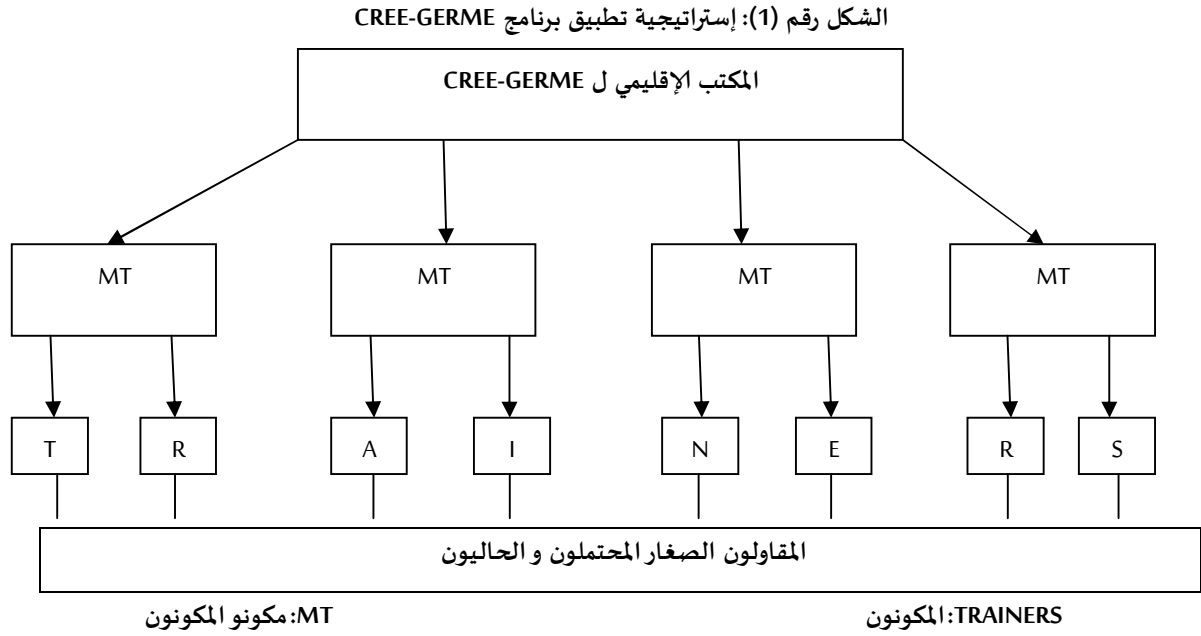 الشكل رقم (1): إستراتيجية تطبيق برنامج CREE-GERME
المكتب الإقليمي ل CREE-GERME
MT MT MT MT
T R A I N E R S
المقاولون الصغار المحتملون و الحاليون
TRAINERS: المكونون MT: مكونو المكونون